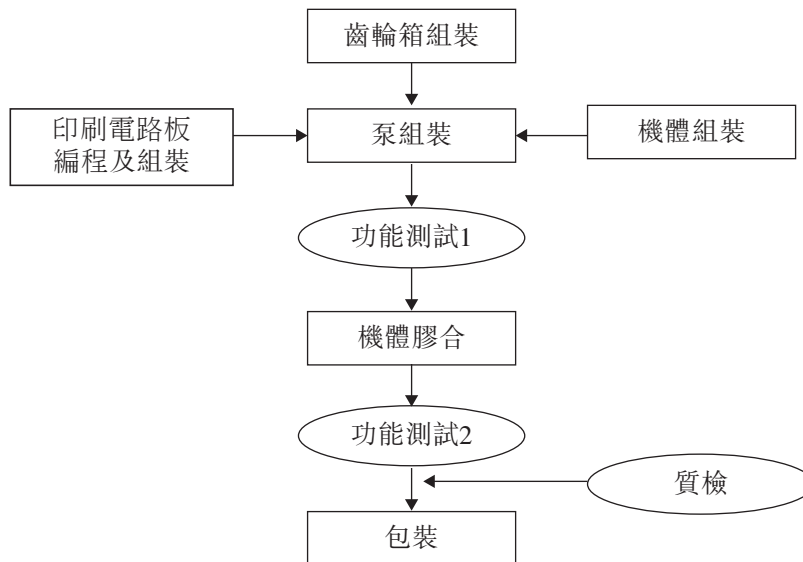 齒輪箱組裝
印刷電路板
編程及組裝
泵組裝
機體組裝
功能測試1
機體膠合
功能測試2
質檢
包裝